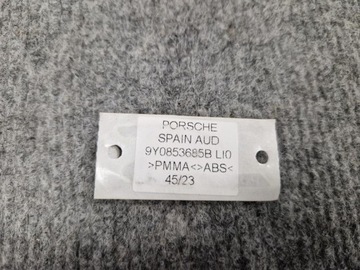 PORSCHE
SPAIN AUD
9Y0853685B LI0
>PMMA<>ABS<
45/23